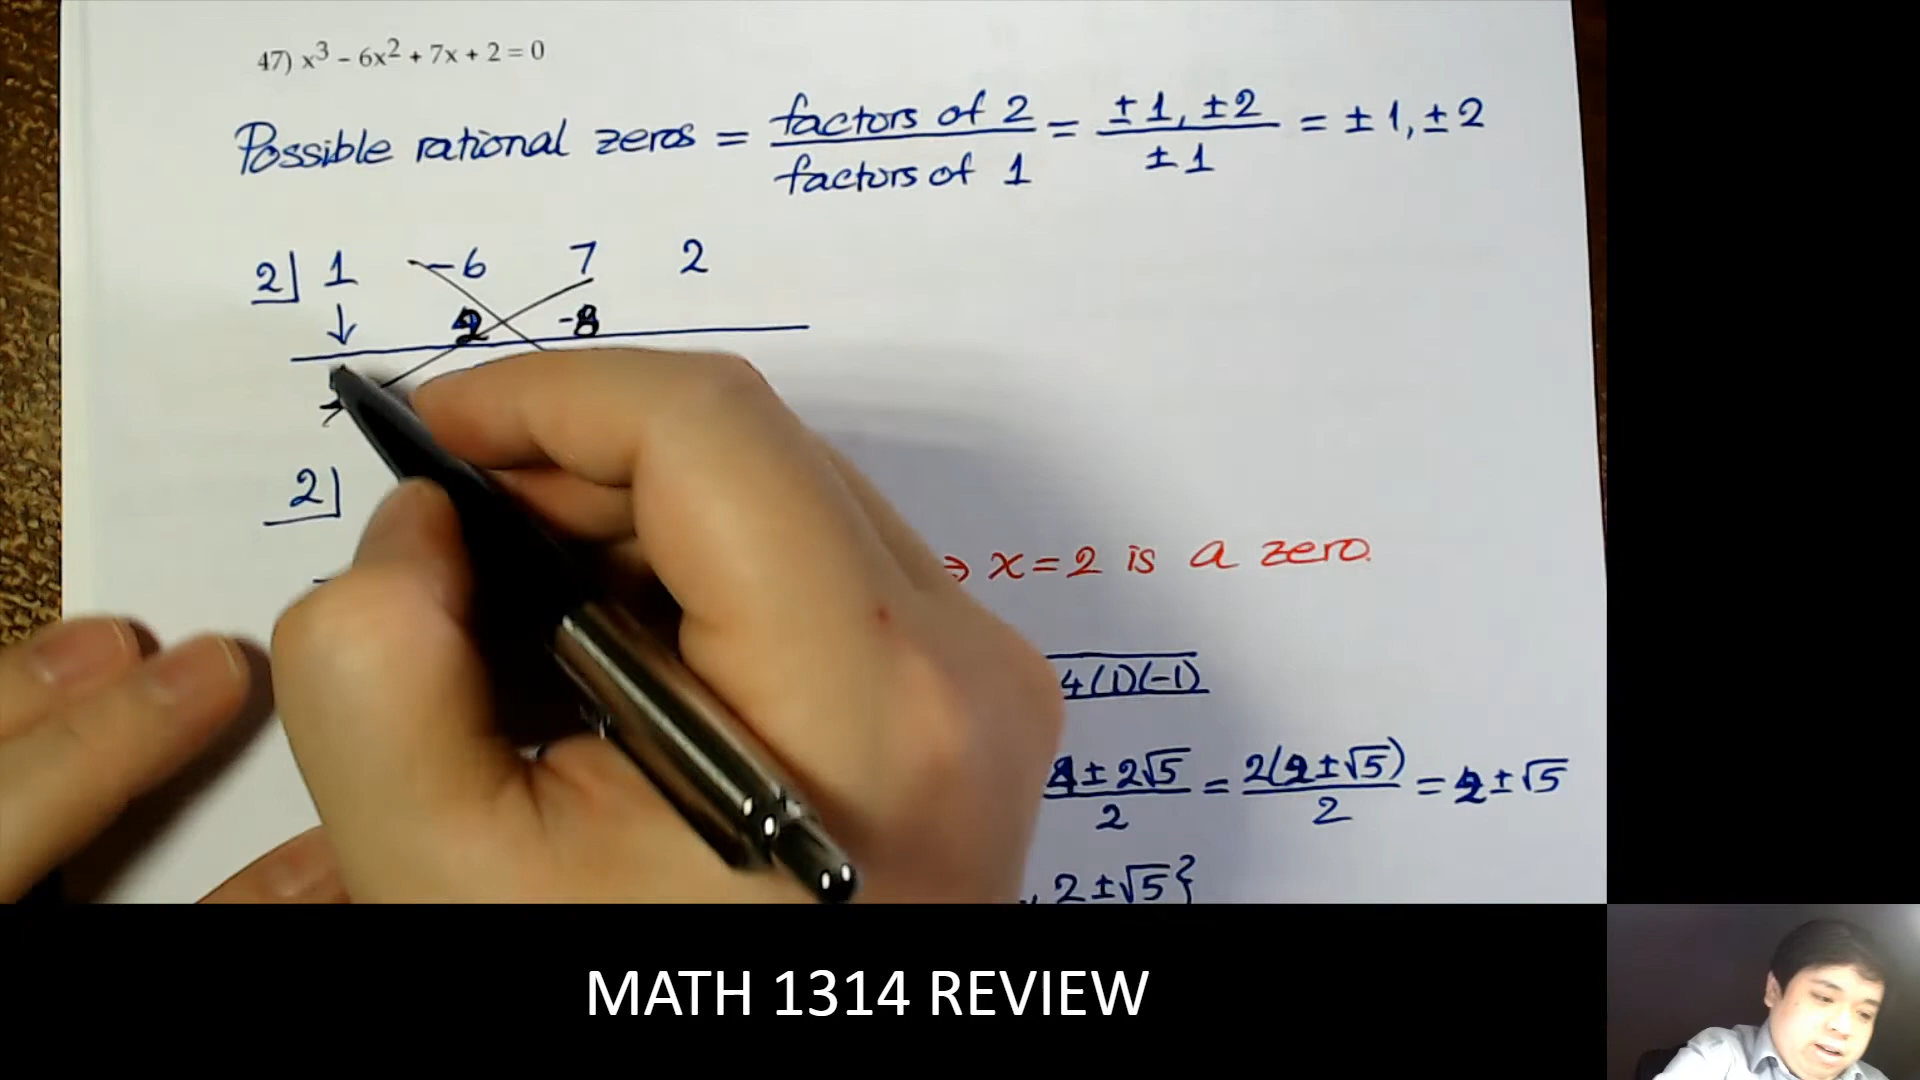 47) x³ – 6x² + 7x + 2 = 0
Possible rational zeros = factors of 2 / factors of 1 = ±1, ±2 / ±1 = ±1, ±2
2| 1 -6 7 2
2 -8
2|
⇒ x=2 is a zero.
4(1)(-1)
4±2√5 / 2 = 2(2±√5) / 2 = 2±√5
, 2±√5}
MATH 1314 REVIEW